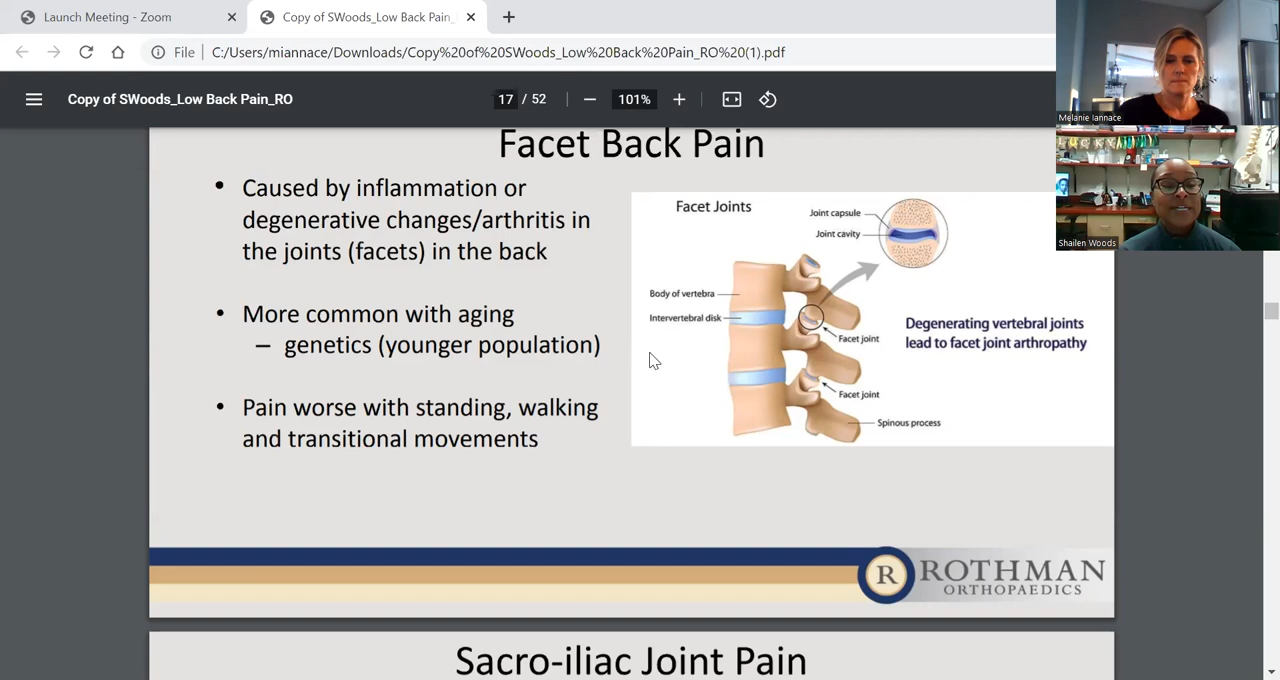 Launch Meeting - Zoom
Copy of SWoods_Low Back Pain_
File
C:/Users/miannace/Downloads/Copy%20of%20SWoods_Low%20Back%20Pain_RO%20(1).pdf
Copy of SWoods_Low Back Pain_RO
17 / 52
101%
Melanie Iannace
Shailen Woods
Facet Back Pain
• Caused by inflammation or
degenerative changes/arthritis in
the joints (facets) in the back
• More common with aging
– genetics (younger population)
• Pain worse with standing, walking
and transitional movements
Facet Joints
Joint capsule
Joint cavity
Body of vertebra
Intervertebral disk
Facet joint
Facet joint
Spinous process
Degenerating vertebral joints
lead to facet joint arthropathy
R ROTHMAN
ORTHOPAEDICS
Sacro-iliac Joint Pain